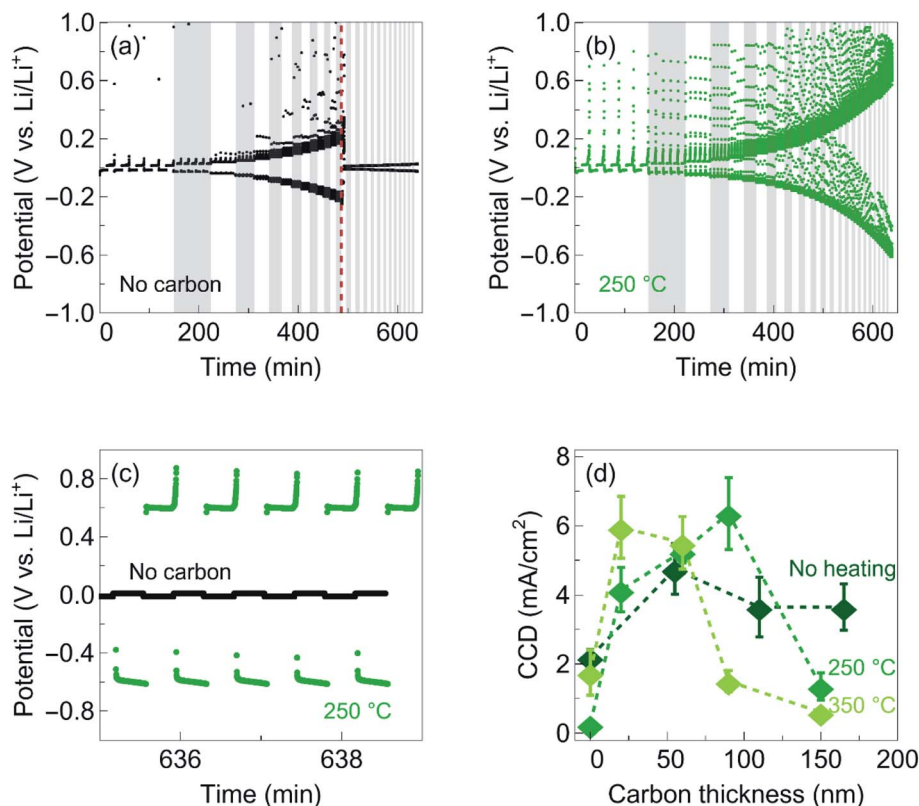 (a)
1.0
0.6
0.2
−0.2
−0.6
−1.0
Potential (V vs. Li/Li⁺)
No carbon
0 200 400 600
Time (min)
(b)
1.0
0.6
0.2
−0.2
−0.6
−1.0
Potential (V vs. Li/Li⁺)
250 °C
0 200 400 600
Time (min)
(c)
0.8
0.4
0.0
−0.4
−0.8
Potential (V vs. Li/Li⁺)
No carbon
250 °C
636 638
Time (min)
(d)
8
6
4
2
0
CCD (mA/cm²)
No heating
250 °C
350 °C
0 50 100 150 200
Carbon thickness (nm)